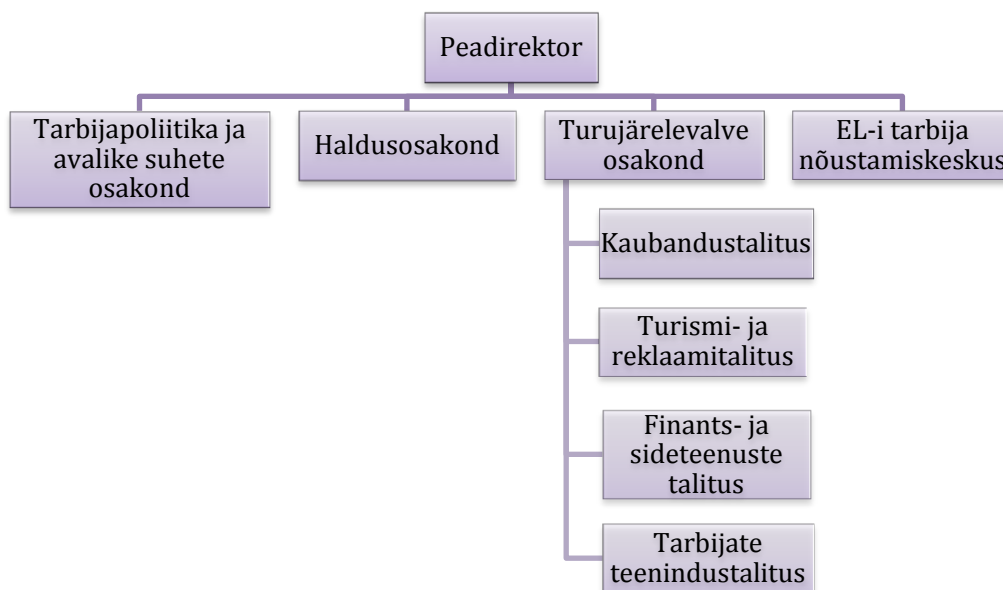 Peadirektor
Tarbijapoliitika ja
avalike suhete
osakond
Haldusosakond
Turujärelevalve
osakond
EL-i tarbija
nõustamiskeskus
Kaubandustalitus
Turismi- ja
reklaamitalitus
Finants- ja
sideteenuste
talitus
Tarbijate
teenindustalitus